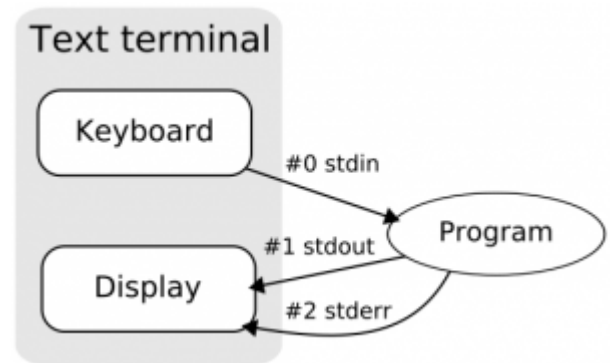 Text terminal
Keyboard
#0 stdin
Program
#1 stdout
Display
#2 stderr